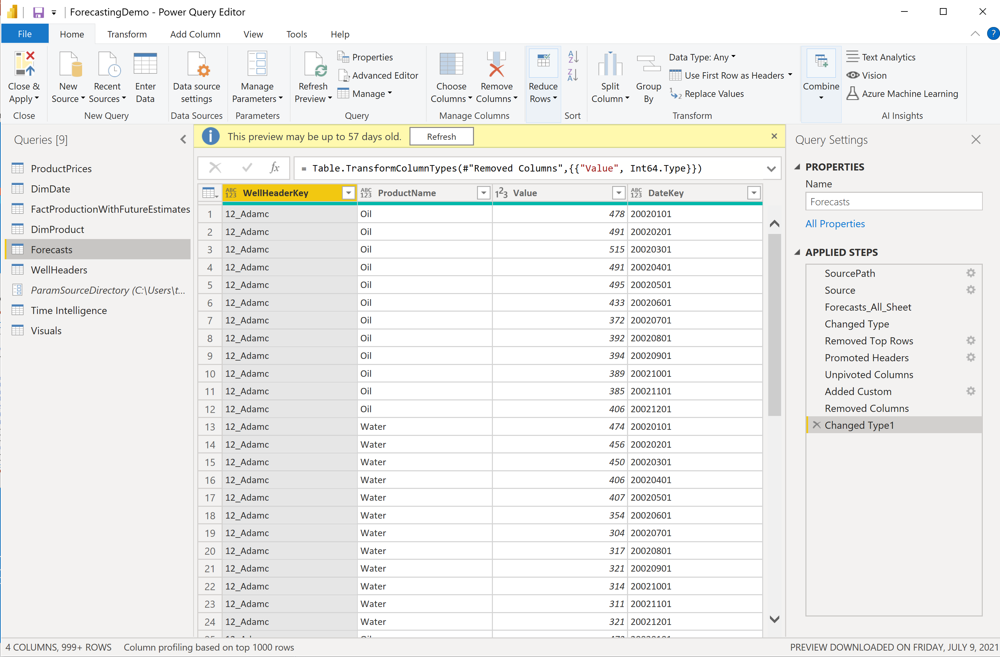 ForecastingDemo - Power Query Editor
File Home Transform Add Column View Tools Help
Close & Apply
New Source
Recent Sources
Enter Data
Data source settings
Manage Parameters
Refresh Preview
Properties
Advanced Editor
Manage
Choose Columns
Remove Columns
Reduce Rows
Split Column
Group By
Data Type: Any
Use First Row as Headers
Replace Values
Combine
Text Analytics
Vision
Azure Machine Learning
Close New Query Data Sources Parameters Query Manage Columns Sort Transform AI Insights
Queries [9]
ProductPrices
DimDate
FactProductionWithFutureEstimates
DimProduct
Forecasts
WellHeaders
ParamSourceDirectory (C:\Users\t...
Time Intelligence
Visuals
This preview may be up to 57 days old. Refresh
fx = Table.TransformColumnTypes(#"Removed Columns",{{"Value", Int64.Type}})
ABC 123 WellHeaderKey ABC 123 ProductName 123 Value ABC 123 DateKey
1 12_Adamc Oil 478 20020101
2 12_Adamc Oil 491 20020201
3 12_Adamc Oil 515 20020301
4 12_Adamc Oil 491 20020401
5 12_Adamc Oil 495 20020501
6 12_Adamc Oil 433 20020601
7 12_Adamc Oil 372 20020701
8 12_Adamc Oil 392 20020801
9 12_Adamc Oil 394 20020901
10 12_Adamc Oil 389 20021001
11 12_Adamc Oil 385 20021101
12 12_Adamc Oil 406 20021201
13 12_Adamc Water 474 20020101
14 12_Adamc Water 456 20020201
15 12_Adamc Water 450 20020301
16 12_Adamc Water 406 20020401
17 12_Adamc Water 407 20020501
18 12_Adamc Water 354 20020601
19 12_Adamc Water 304 20020701
20 12_Adamc Water 317 20020801
21 12_Adamc Water 321 20020901
22 12_Adamc Water 314 20021001
23 12_Adamc Water 311 20021101
24 12_Adamc Water 321 20021201
Query Settings
PROPERTIES
Name
Forecasts
All Properties
APPLIED STEPS
SourcePath
Source
Forecasts_All_Sheet
Changed Type
Removed Top Rows
Promoted Headers
Unpivoted Columns
Added Custom
Removed Columns
Changed Type1
4 COLUMNS, 999+ ROWS Column profiling based on top 1000 rows PREVIEW DOWNLOADED ON FRIDAY, JULY 9, 2021